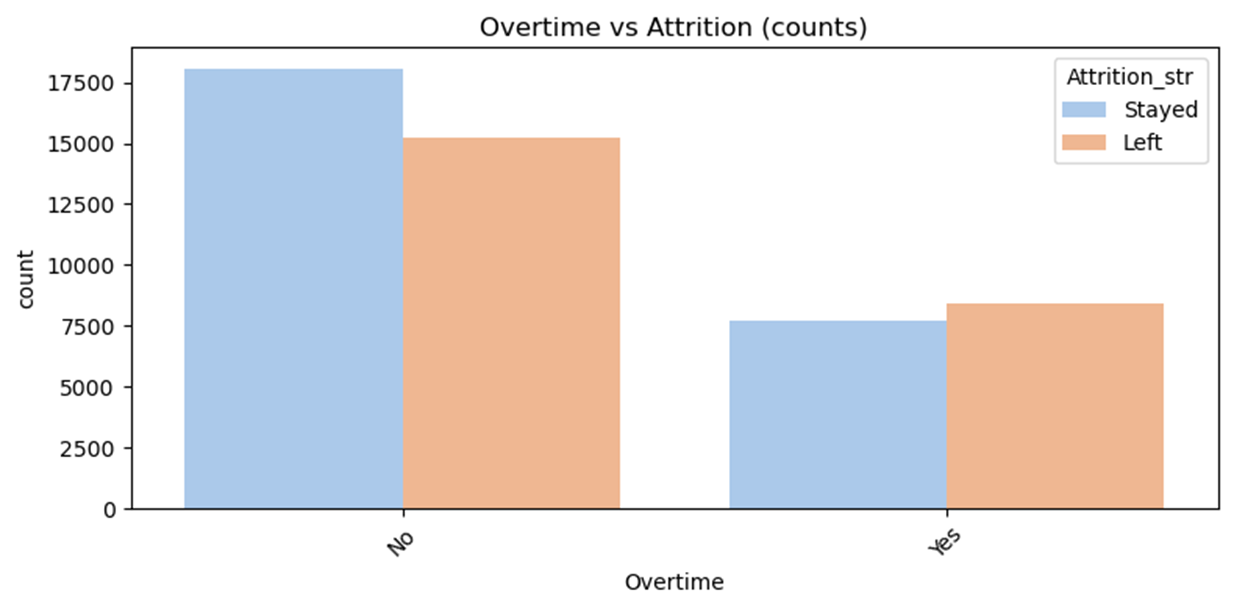 Overtime vs Attrition (counts)
Attrition_str
Stayed
Left
17500
15000
12500
10000
7500
5000
2500
0
count
No
Yes
Overtime